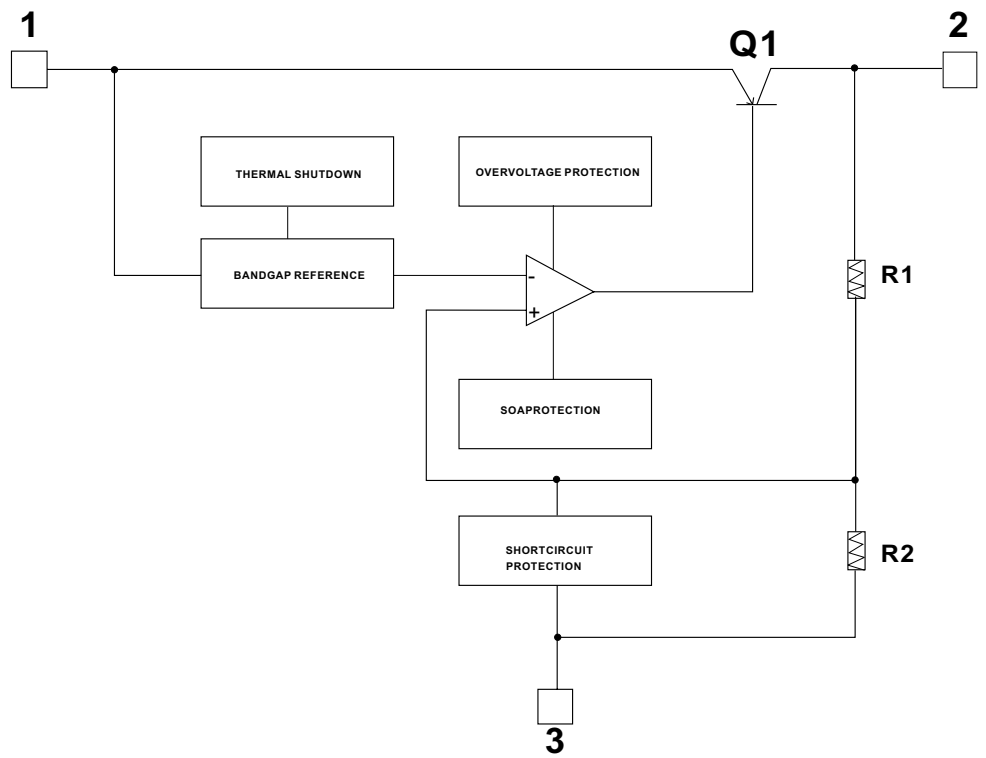 1
2
Q1
THERMAL SHUTDOWN
OVERVOLTAGE PROTECTION
BANDGAP REFERENCE
-
+
R1
SOAPROTECTION
SHORTCIRCUIT
PROTECTION
R2
3